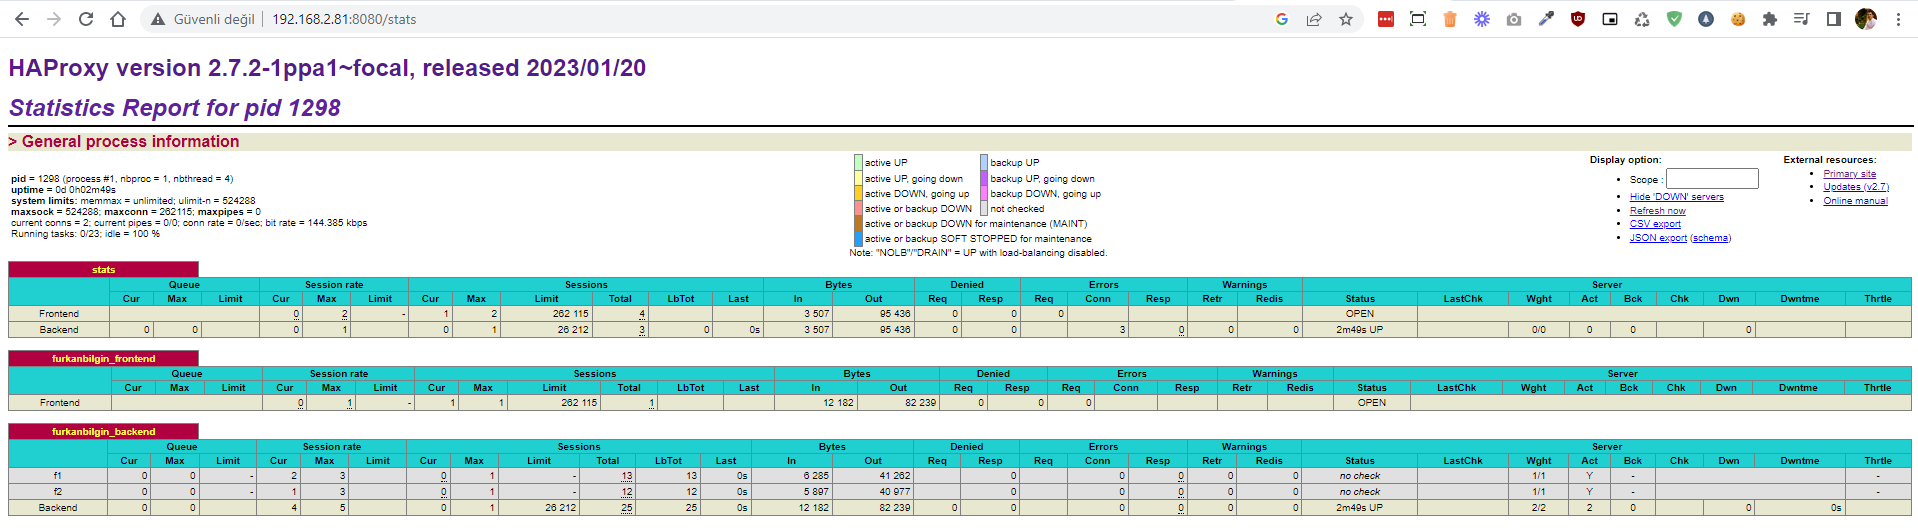 Güvenli değil 192.168.2.81:8080/stats
HAProxy version 2.7.2-1ppa1~focal, released 2023/01/20
Statistics Report for pid 1298
> General process information
pid = 1298 (process #1, nbproc = 1, nbthread = 4)
uptime = 0d 0h02m49s
system limits: memmax = unlimited; ulimit-n = 524288
maxsock = 524288; maxconn = 262115; maxpipes = 0
current conns = 2; current pipes = 0/0; conn rate = 0/sec; bit rate = 144.385 kbps
Running tasks: 0/23; idle = 100 %
active UP backup UP
active UP, going down backup UP, going down
active DOWN, going up backup DOWN, going up
active or backup DOWN not checked
active or backup DOWN for maintenance (MAINT)
active or backup SOFT STOPPED for maintenance
Note: "NOLB"/"DRAIN" = UP with load-balancing disabled.
Display option:
Scope :
Hide 'DOWN' servers
Refresh now
CSV export
JSON export (schema)
External resources:
Primary site
Updates (v2.7)
Online manual
stats
Queue Session rate Sessions Bytes Denied Errors Warnings Server
Cur Max Limit Cur Max Limit Cur Max Limit Total LbTot Last In Out Req Resp Req Conn Resp Retr Redis Status LastChk Wght Act Bck Chk Dwn Dwntme Thrtle
Frontend 0 2 - 1 2 262 115 4 3 507 95 436 0 0 0 OPEN
Backend 0 0 0 1 0 1 26 212 3 0 0s 3 507 95 436 0 0 3 0 0 0 2m49s UP 0/0 0 0 0
furkanbilgin_frontend
Queue Session rate Sessions Bytes Denied Errors Warnings Server
Cur Max Limit Cur Max Limit Cur Max Limit Total LbTot Last In Out Req Resp Req Conn Resp Retr Redis Status LastChk Wght Act Bck Chk Dwn Dwntme Thrtle
Frontend 0 1 - 1 1 262 115 1 12 182 82 239 0 0 0 OPEN
furkanbilgin_backend
Queue Session rate Sessions Bytes Denied Errors Warnings Server
Cur Max Limit Cur Max Limit Cur Max Limit Total LbTot Last In Out Req Resp Req Conn Resp Retr Redis Status LastChk Wght Act Bck Chk Dwn Dwntme Thrtle
f1 0 0 - 2 3 0 1 - 13 13 0s 6 285 41 262 0 0 0 0 0 no check 1/1 Y - -
f2 0 0 - 1 3 0 1 - 12 12 0s 5 897 40 977 0 0 0 0 0 no check 1/1 Y - -
Backend 0 0 4 5 0 1 26 212 25 25 0s 12 182 82 239 0 0 0 0 0 0 2m49s UP 2/2 2 0 0 0s